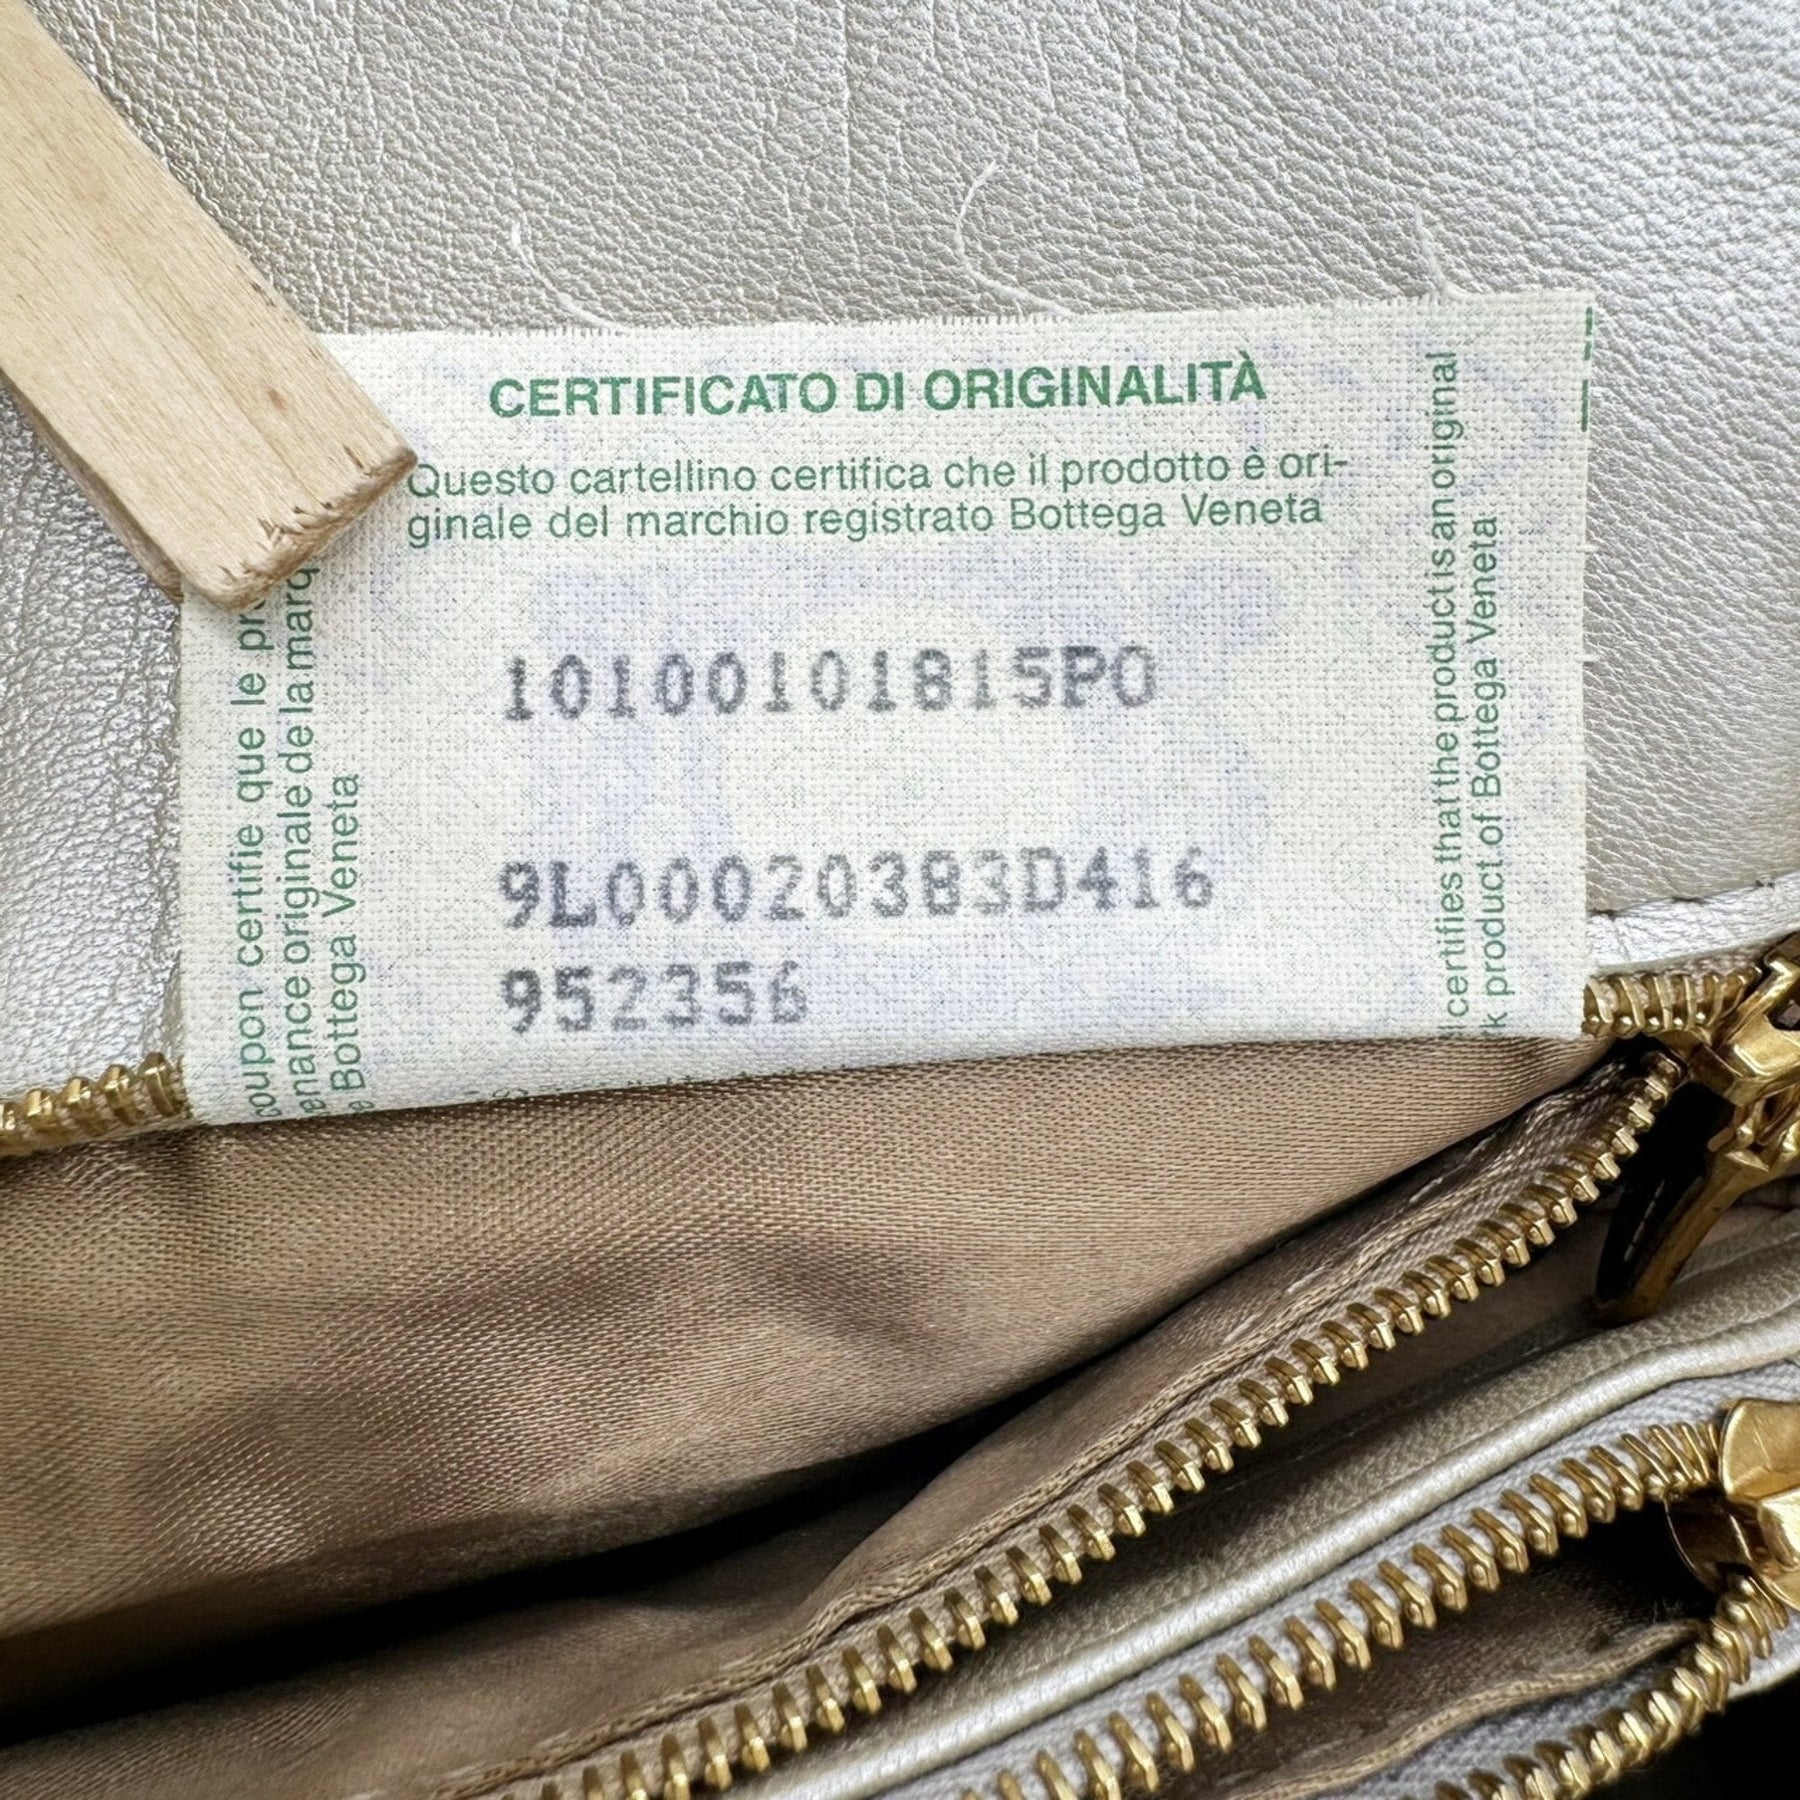 CERTIFICATO DI ORIGINALITÀ
Questo cartellino certifica che il prodotto è ori-
ginale del marchio registrato Bottega Veneta
10100101815PO
9L00020383D416
952356
coupon certifie que le pr
enance originale de la marq
Bottega Veneta
certifies that the product is an original
k product of Bottega Veneta